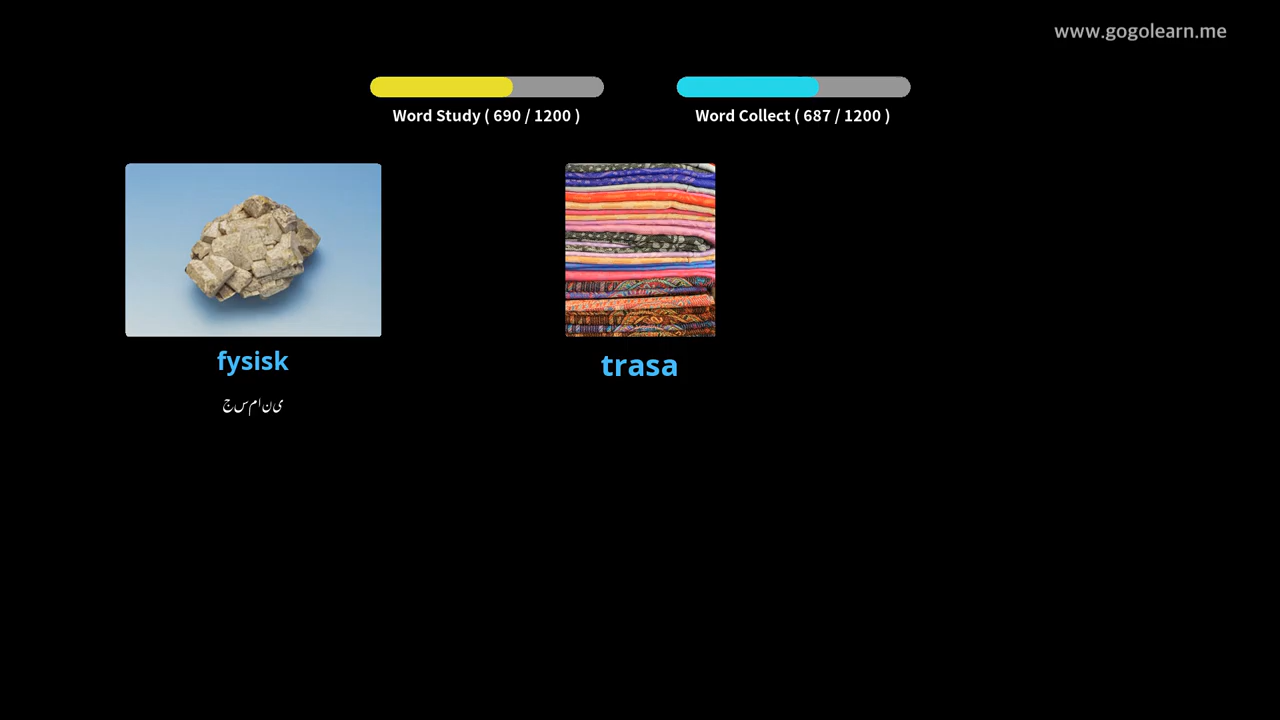 www.gogolearn.me
Word Study ( 690 / 1200 )
Word Collect ( 687 / 1200 )
fysisk
trasa
جسمانی